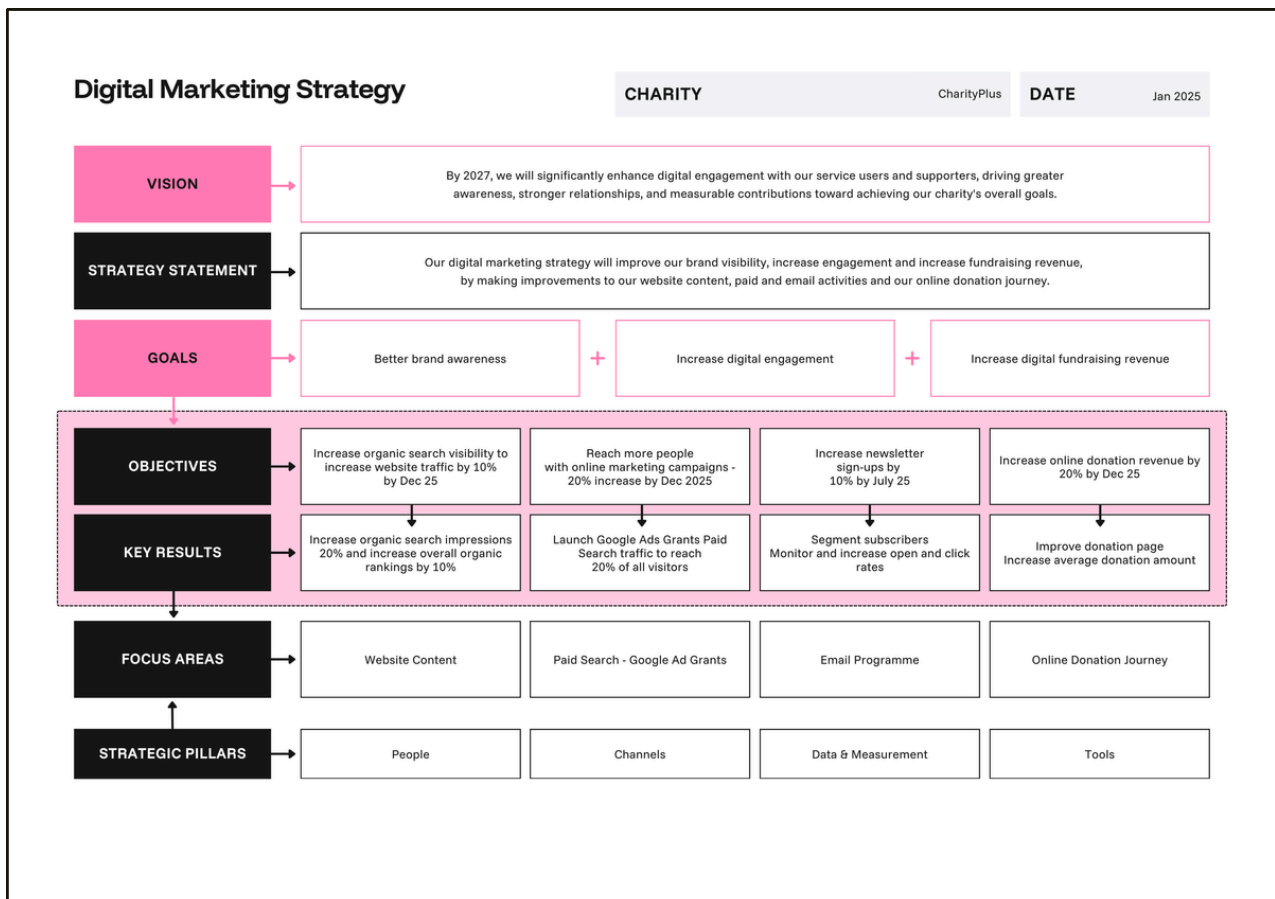 Digital Marketing Strategy
CHARITY
CharityPlus
DATE
Jan 2025
VISION
By 2027, we will significantly enhance digital engagement with our service users and supporters, driving greater
awareness, stronger relationships, and measurable contributions toward achieving our charity's overall goals.
STRATEGY STATEMENT
Our digital marketing strategy will improve our brand visibility, increase engagement and increase fundraising revenue,
by making improvements to our website content, paid and email activities and our online donation journey.
GOALS
Better brand awareness
+
Increase digital engagement
+
Increase digital fundraising revenue
OBJECTIVES
Increase organic search visibility to
increase website traffic by 10%
by Dec 25
Reach more people
with online marketing campaigns -
20% increase by Dec 2025
Increase newsletter
sign-ups by
10% by July 25
Increase online donation revenue by
20% by Dec 25
KEY RESULTS
Increase organic search impressions
20% and increase overall organic
rankings by 10%
Launch Google Ads Grants Paid
Search traffic to reach
20% of all visitors
Segment subscribers
Monitor and increase open and click
rates
Improve donation page
Increase average donation amount
FOCUS AREAS
Website Content
Paid Search - Google Ad Grants
Email Programme
Online Donation Journey
STRATEGIC PILLARS
People
Channels
Data & Measurement
Tools